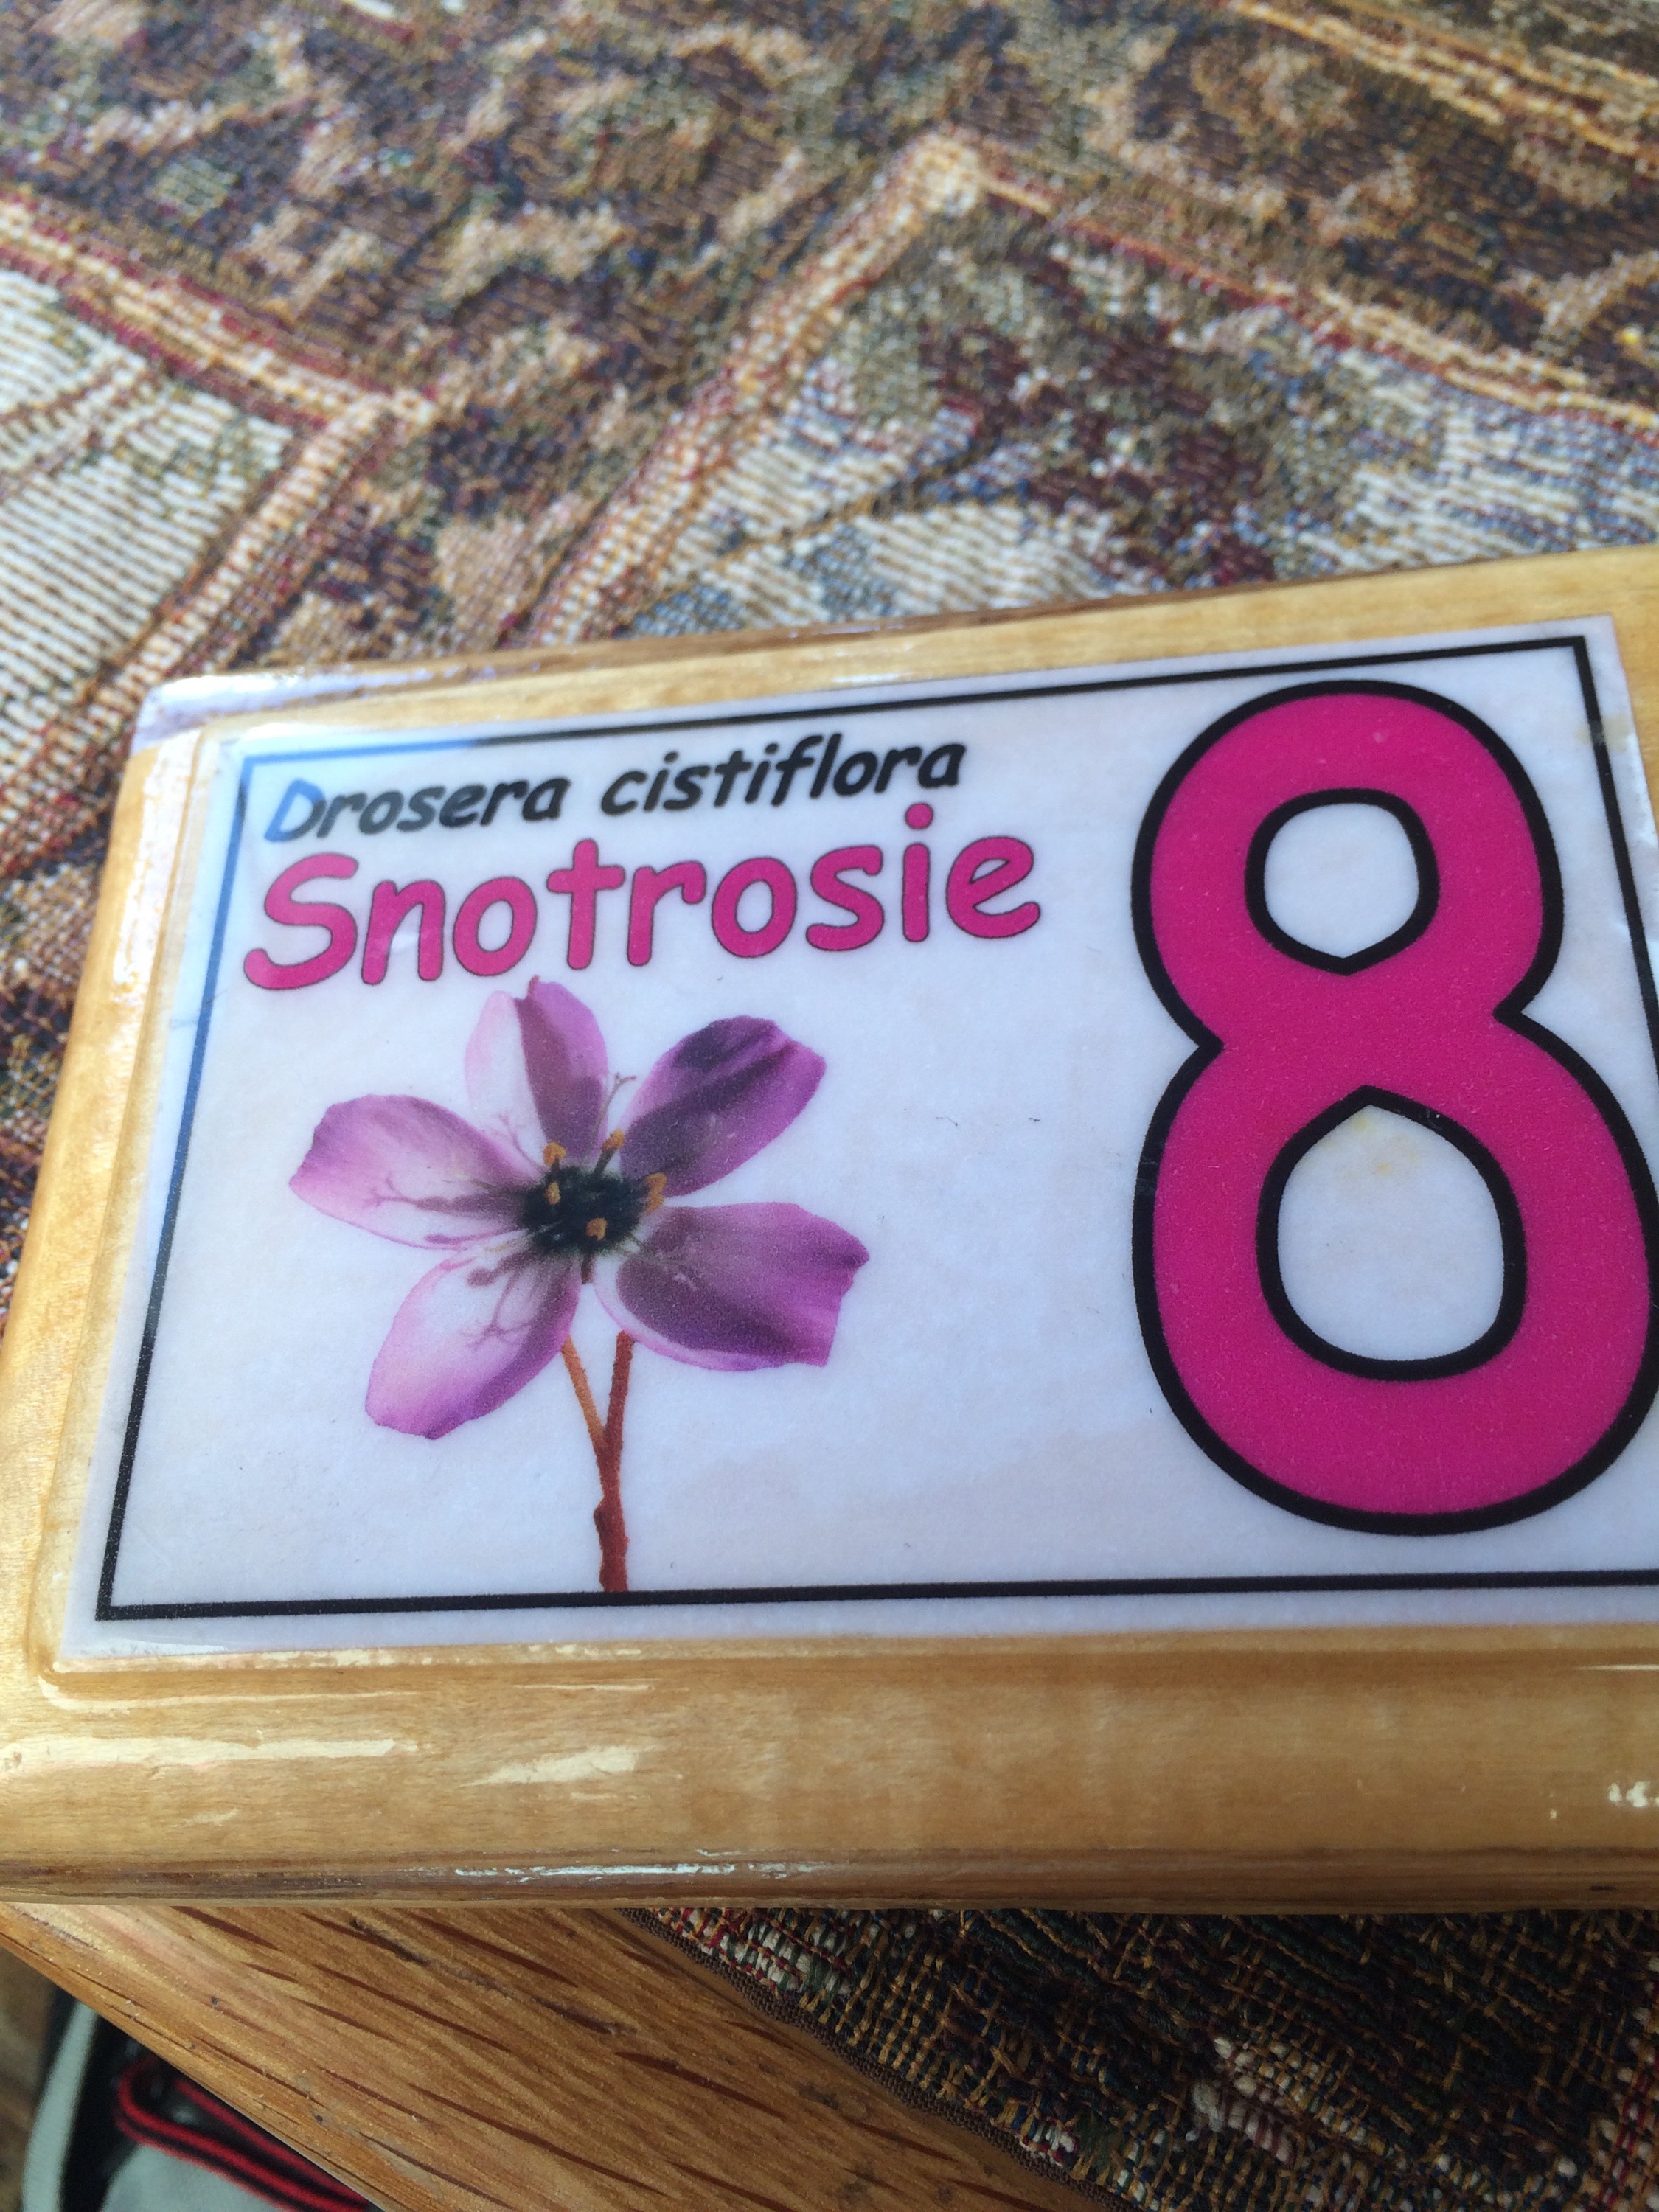 Drosera cistiflora
Snotrosie
8